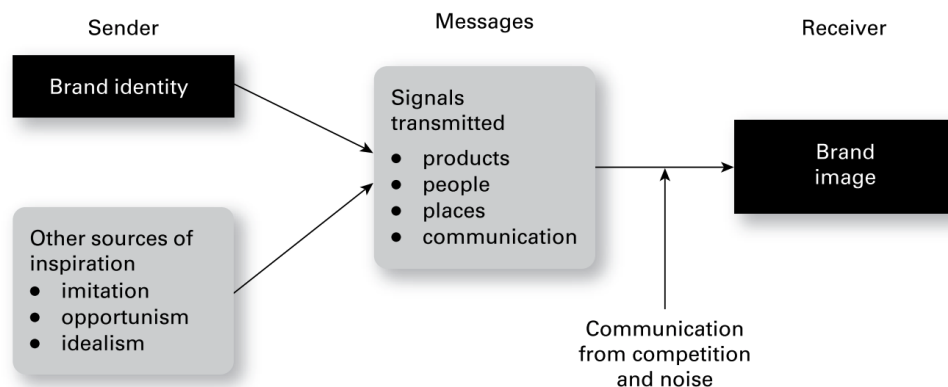 Sender
Messages
Receiver
Brand identity
Other sources of
inspiration
● imitation
● opportunism
● idealism
Signals
transmitted
● products
● people
● places
● communication
Brand
image
Communication
from competition
and noise